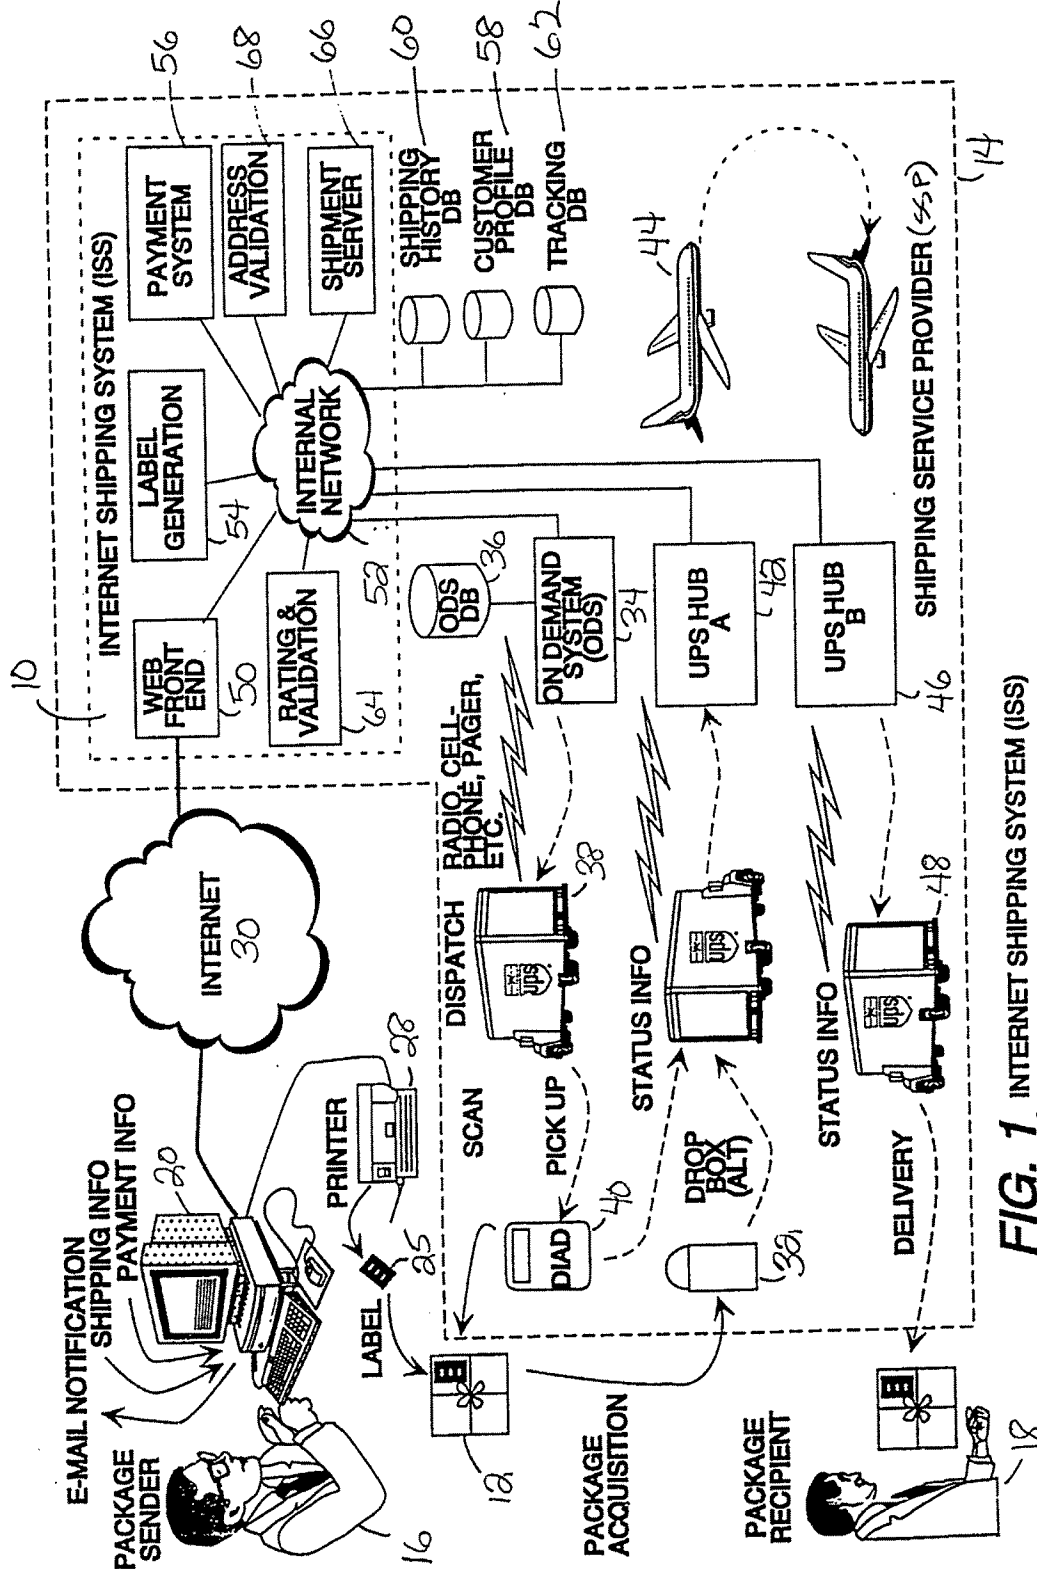 10
INTERNET SHIPPING SYSTEM (ISS)
WEB
FRONT
END
50
LABEL
GENERATION
54
PAYMENT
SYSTEM
56
ADDRESS
VALIDATION
68
SHIPMENT
SERVER
66
RATING &
VALIDATION
64
INTERNAL
NETWORK
52
SHIPPING
HISTORY
DB
60
CUSTOMER
PROFILE
DB
58
TRACKING
DB
62
E-MAIL NOTIFICATION
SHIPPING INFO
PAYMENT INFO
20
PACKAGE
SENDER
16
INTERNET
30
PRINTER
28
LABEL
25
12
ODS
DB
36
ON DEMAND
SYSTEM
(ODS)
34
RADIO, CELL-
PHONE, PAGER,
ETC.
DISPATCH
38
ups
SCAN
PICK UP
DIAD
40
UPS HUB
A
42
STATUS INFO
ups
DROP
BOX
(ALT)
32
PACKAGE
ACQUISITION
44
UPS HUB
B
46
STATUS INFO
ups
48
DELIVERY
PACKAGE
RECIPIENT
18
SHIPPING SERVICE PROVIDER (SSP)
14
FIG. 1. INTERNET SHIPPING SYSTEM (ISS)